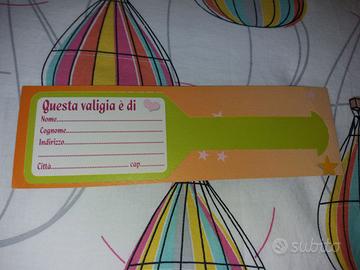 Questa valigia è di
Nome
Cognome
Indirizzo
Città cap
subito